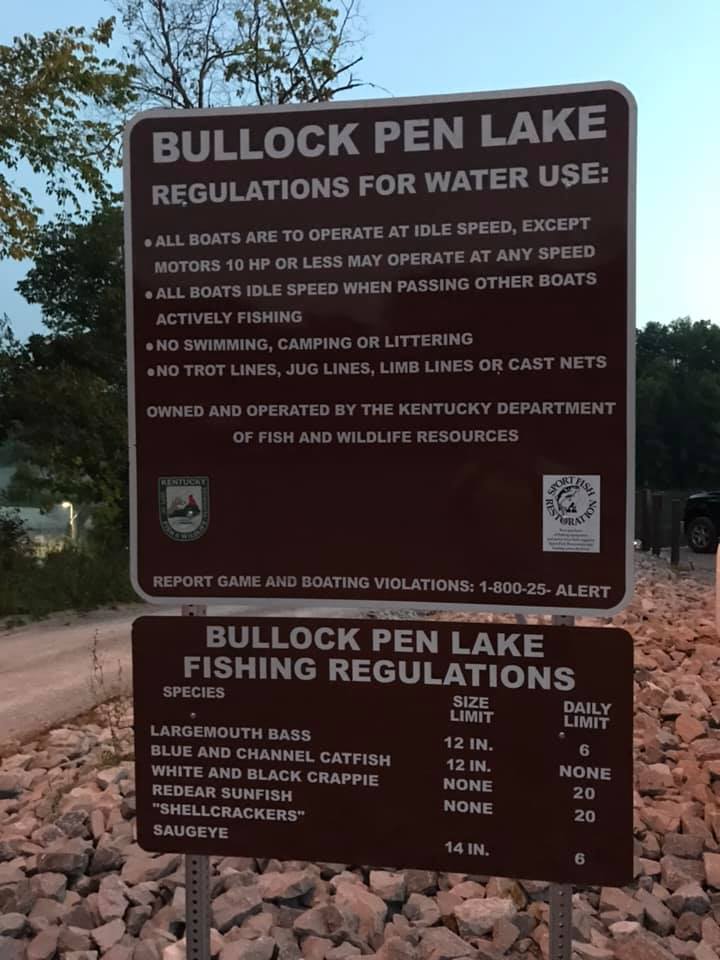 BULLOCK PEN LAKE
REGULATIONS FOR WATER USE:
• ALL BOATS ARE TO OPERATE AT IDLE SPEED, EXCEPT
MOTORS 10 HP OR LESS MAY OPERATE AT ANY SPEED
• ALL BOATS IDLE SPEED WHEN PASSING OTHER BOATS
ACTIVELY FISHING
• NO SWIMMING, CAMPING OR LITTERING
• NO TROT LINES, JUG LINES, LIMB LINES OR CAST NETS
OWNED AND OPERATED BY THE KENTUCKY DEPARTMENT
OF FISH AND WILDLIFE RESOURCES
KENTUCKY
FISH & WILDLIFE
SPORT FISH
RESTORATION
REPORT GAME AND BOATING VIOLATIONS: 1-800-25- ALERT
BULLOCK PEN LAKE
FISHING REGULATIONS
SPECIES SIZE LIMIT DAILY LIMIT
LARGEMOUTH BASS 12 IN. 6
BLUE AND CHANNEL CATFISH 12 IN. NONE
WHITE AND BLACK CRAPPIE NONE 20
REDEAR SUNFISH NONE 20
"SHELLCRACKERS"
SAUGEYE 14 IN. 6